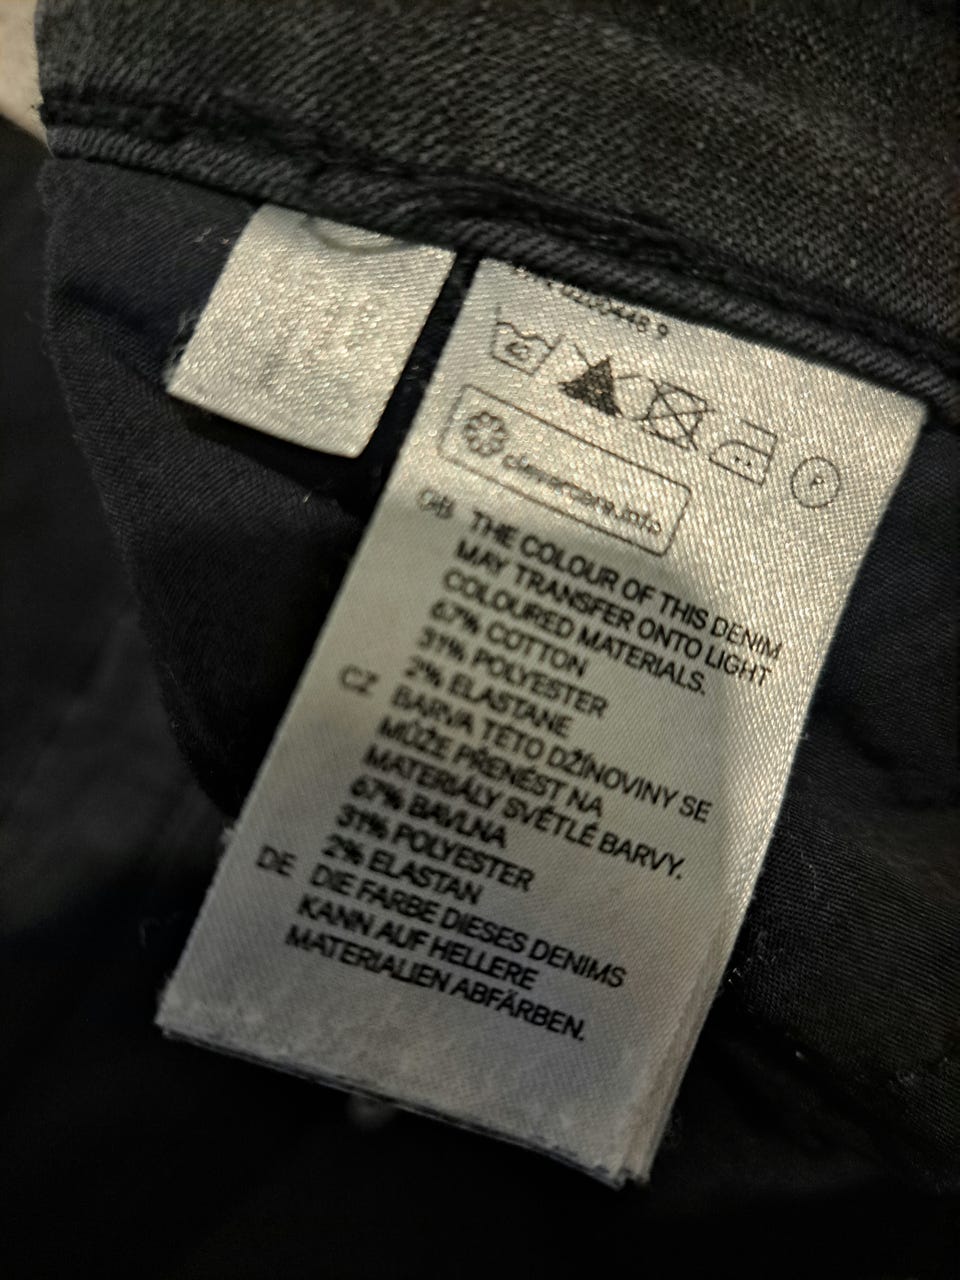 40
clevercare.info
P
GB THE COLOUR OF THIS DENIM
MAY TRANSFER ONTO LIGHT
COLOURED MATERIALS.
67% COTTON
31% POLYESTER
2% ELASTANE
CZ BARVA TÉTO DŽÍNOVINY SE
MŮŽE PŘENÉST NA
MATERIÁLY SVĚTLÉ BARVY.
67% BAVLNA
31% POLYESTER
2% ELASTAN
DE DIE FARBE DIESES DENIMS
KANN AUF HELLERE
MATERIALIEN ABFÄRBEN.